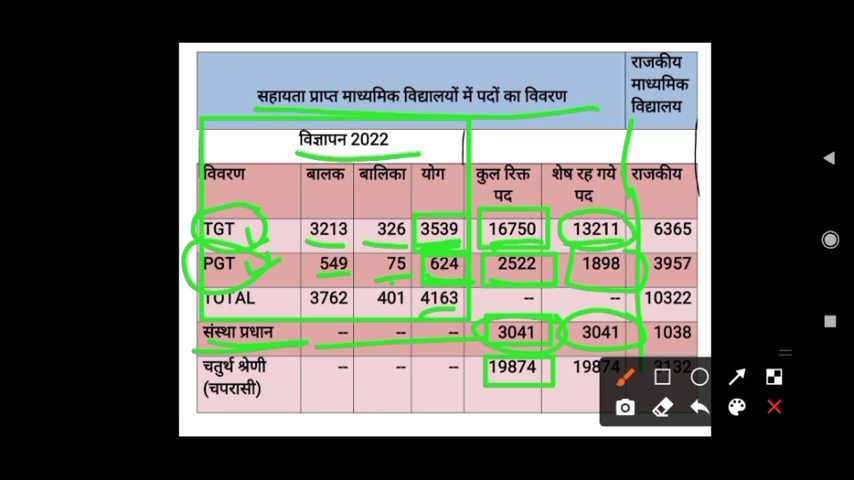 सहायता प्राप्त माध्यमिक विद्यालयों में पदों का विवरण
राजकीय
माध्यमिक
विद्यालय
विज्ञापन 2022
विवरण बालक बालिका योग कुल रिक्त पद शेष रह गये पद राजकीय
TGT 3213 326 3539 16750 13211 6365
PGT 549 75 624 2522 1898 3957
TOTAL 3762 401 4163 -- -- 10322
संस्था प्रधान -- -- -- 3041 3041 1038
चतुर्थ श्रेणी (चपरासी) -- -- -- 19874 19874 3132